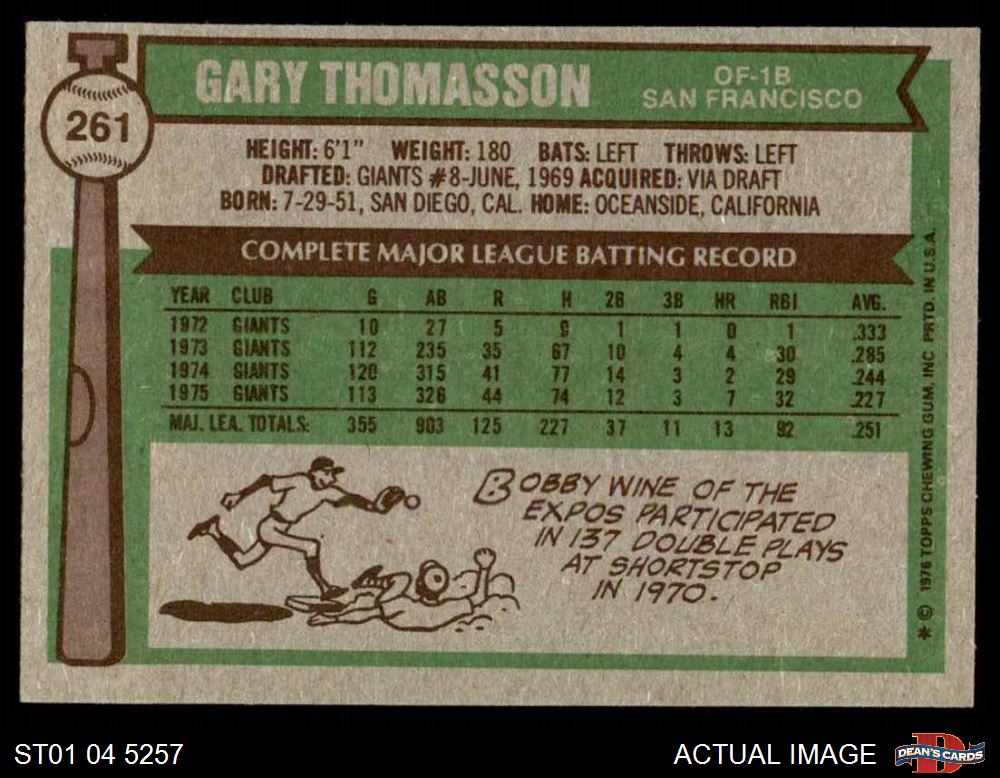 261
GARY THOMASSON
OF-1B
SAN FRANCISCO
HEIGHT: 6'1" WEIGHT: 180 BATS: LEFT THROWS: LEFT
DRAFTED: GIANTS #8-JUNE, 1969 ACQUIRED: VIA DRAFT
BORN: 7-29-51, SAN DIEGO, CAL. HOME: OCEANSIDE, CALIFORNIA
COMPLETE MAJOR LEAGUE BATTING RECORD
YEAR CLUB G AB R H 2B 3B HR RBI AVG.
1972 GIANTS 10 27 5 9 1 1 0 1 .333
1973 GIANTS 112 235 35 67 10 4 4 30 .285
1974 GIANTS 120 315 41 77 14 3 2 29 .244
1975 GIANTS 113 326 44 74 12 3 7 32 .227
MAJ. LEA. TOTALS: 355 903 125 227 37 11 13 92 .251
BOBBY WINE OF THE
EXPOS PARTICIPATED
IN 137 DOUBLE PLAYS
AT SHORTSTOP
IN 1970.
* © 1976 TOPPS CHEWING GUM, INC PRTD. IN U.S.A.
ST01 04 5257
ACTUAL IMAGE
DEAN'S CARDS